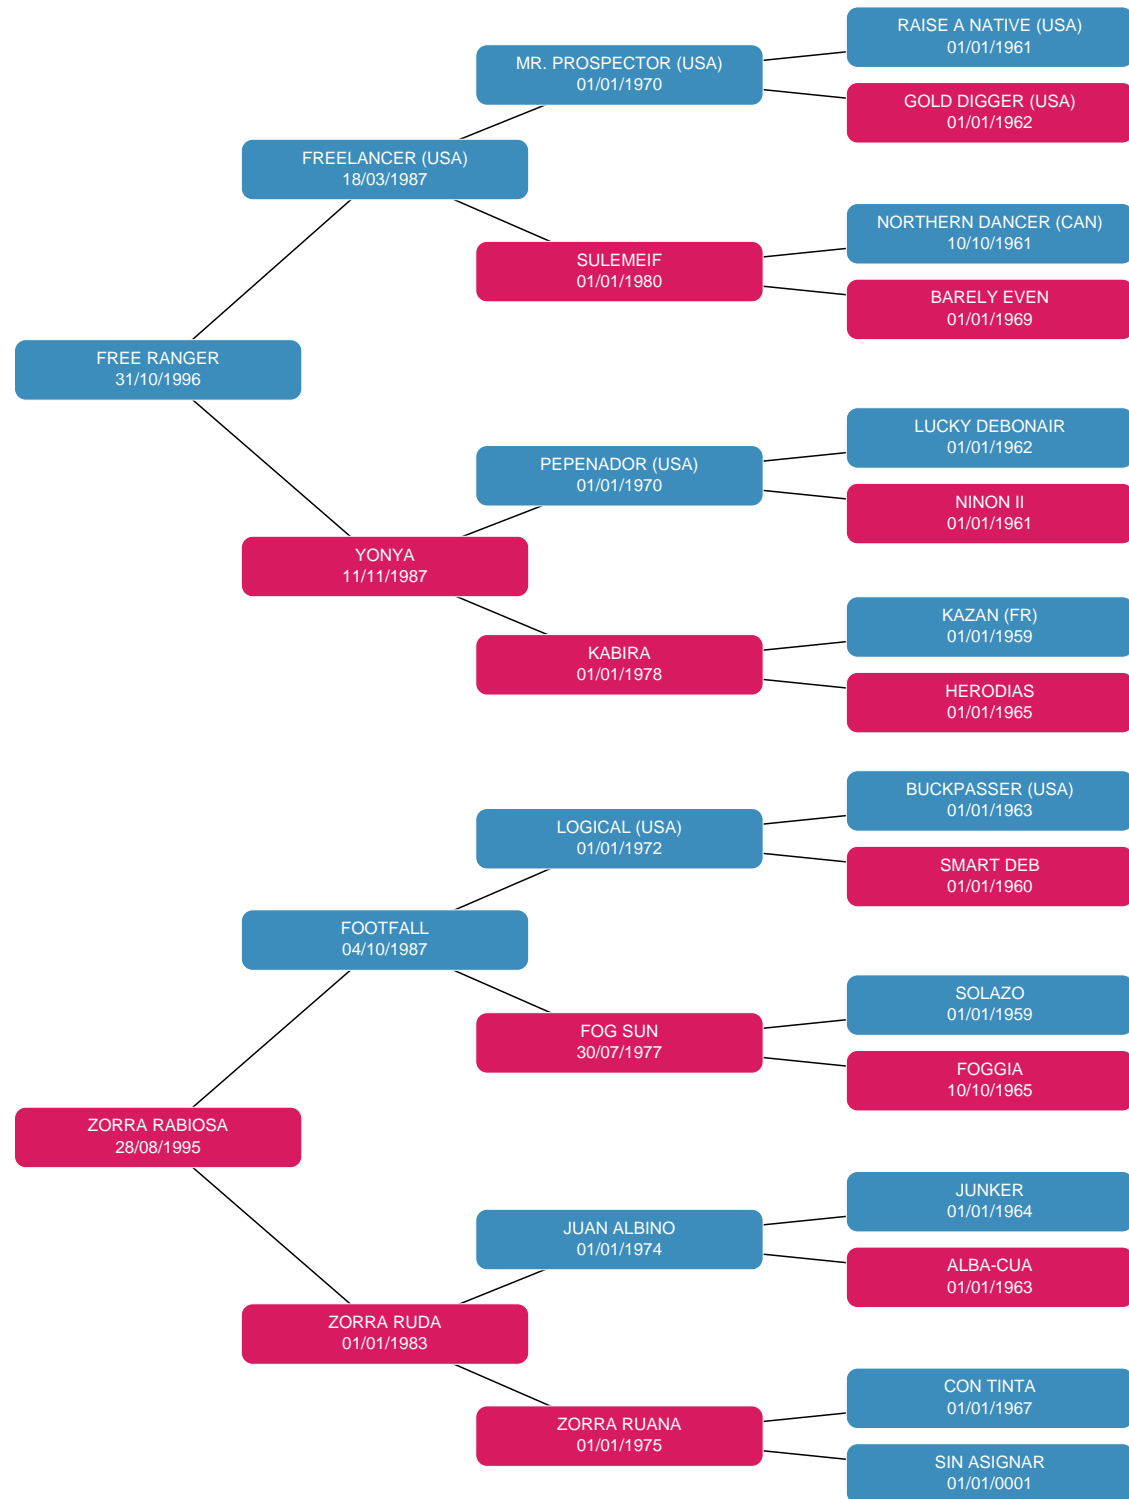 RAISE A NATIVE (USA)
01/01/1961
MR. PROSPECTOR (USA)
01/01/1970
GOLD DIGGER (USA)
01/01/1962
FREELANCER (USA)
18/03/1987
NORTHERN DANCER (CAN)
10/10/1961
SULEMEIF
01/01/1980
BARELY EVEN
01/01/1969
FREE RANGER
31/10/1996
LUCKY DEBONAIR
01/01/1962
PEPENADOR (USA)
01/01/1970
NINON II
01/01/1961
YONYA
11/11/1987
KAZAN (FR)
01/01/1959
KABIRA
01/01/1978
HERODIAS
01/01/1965
BUCKPASSER (USA)
01/01/1963
LOGICAL (USA)
01/01/1972
SMART DEB
01/01/1960
FOOTFALL
04/10/1987
SOLAZO
01/01/1959
FOG SUN
30/07/1977
FOGGIA
10/10/1965
ZORRA RABIOSA
28/08/1995
JUNKER
01/01/1964
JUAN ALBINO
01/01/1974
ALBA-CUA
01/01/1963
ZORRA RUDA
01/01/1983
CON TINTA
01/01/1967
ZORRA RUANA
01/01/1975
SIN ASIGNAR
01/01/0001